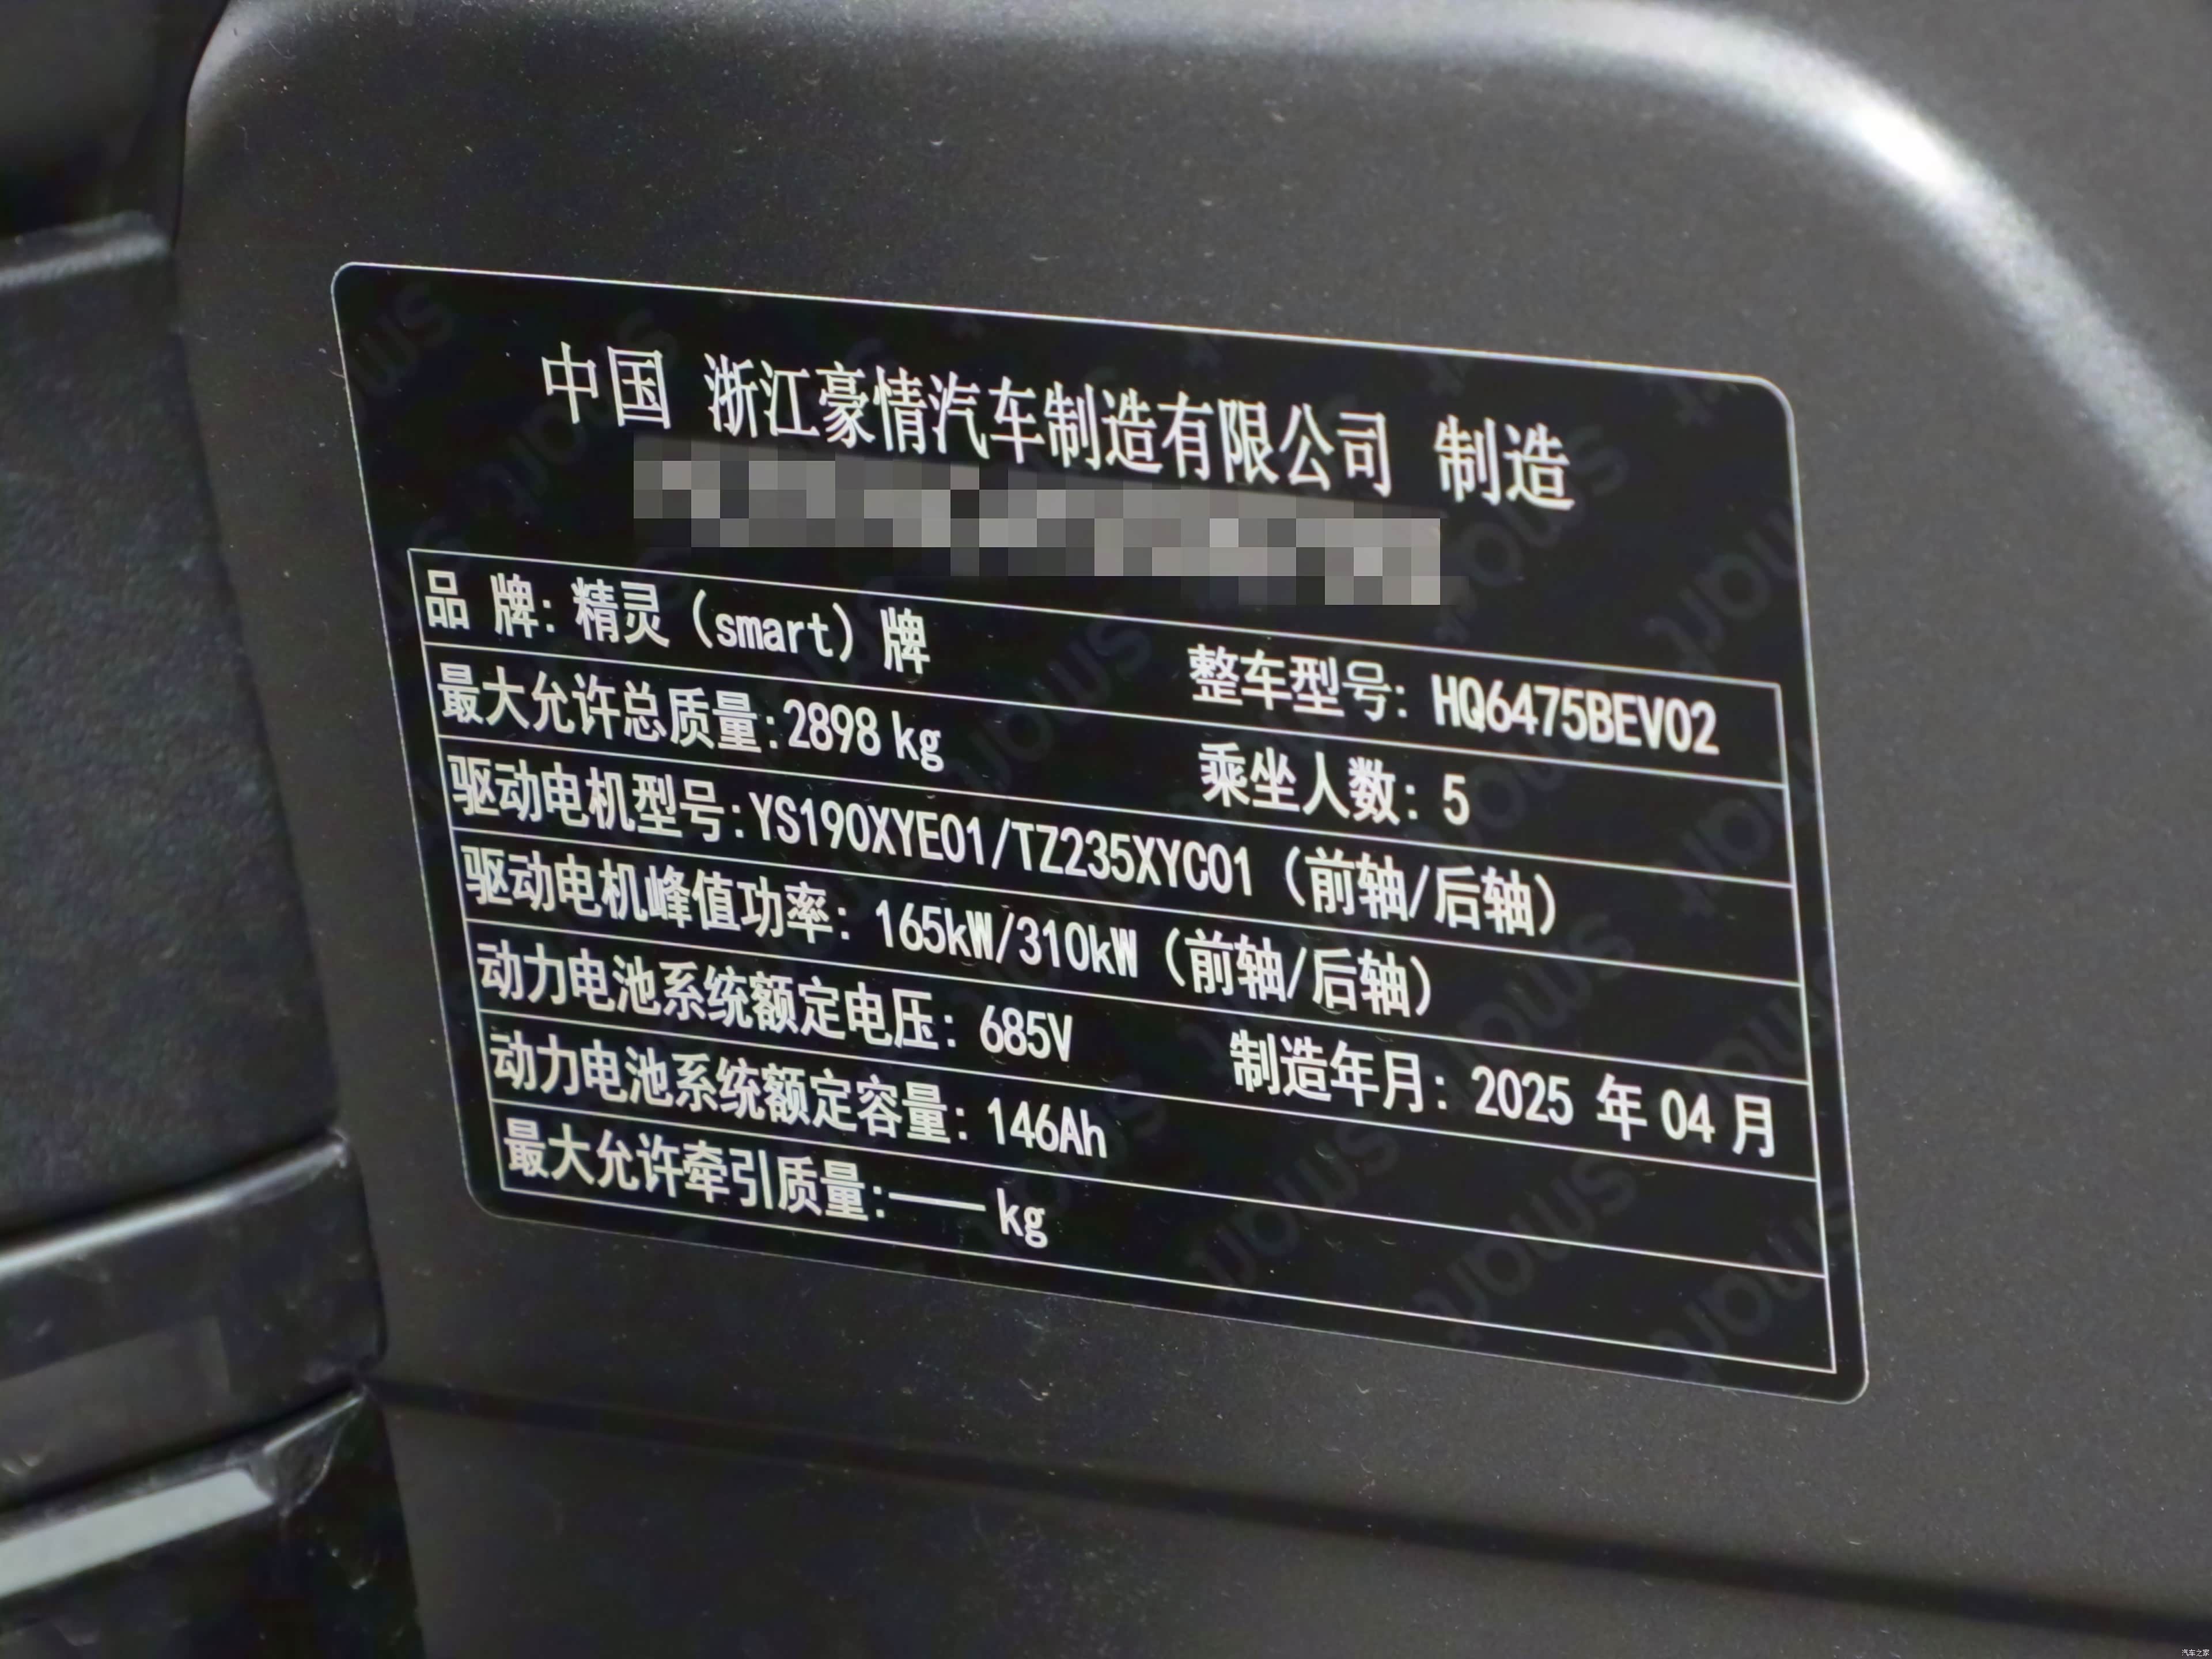 中国 浙江豪情汽车制造有限公司 制造
品 牌: 精灵（smart）牌 整车型号: HQ6475BEV02
最大允许总质量:2898 kg 乘坐人数: 5
驱动电机型号:YS190XYE01/TZ235XYC01（前轴/后轴）
驱动电机峰值功率: 165kW/310kW（前轴/后轴）
动力电池系统额定电压: 685V 制造年月: 2025 年 04 月
动力电池系统额定容量: 146Ah
最大允许牵引质量:—— kg
汽车之家